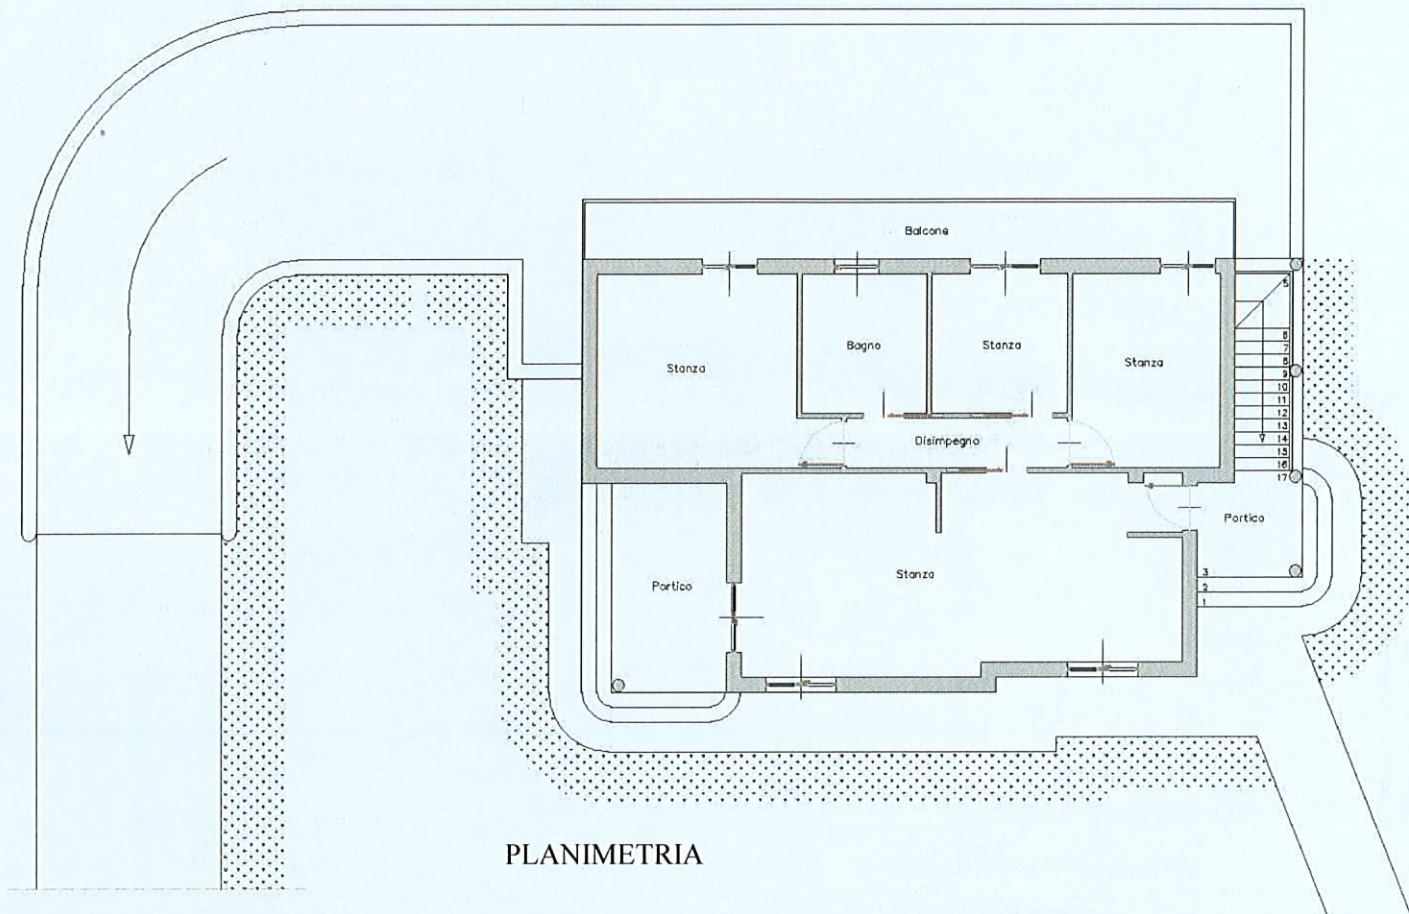 Balcone
5
6
7
8
9
10
11
12
13
14
15
16
17
Stanza
Bagno
Stanza
Stanza
Disimpegno
Portico
Stanza
Portico
3
2
1
PLANIMETRIA